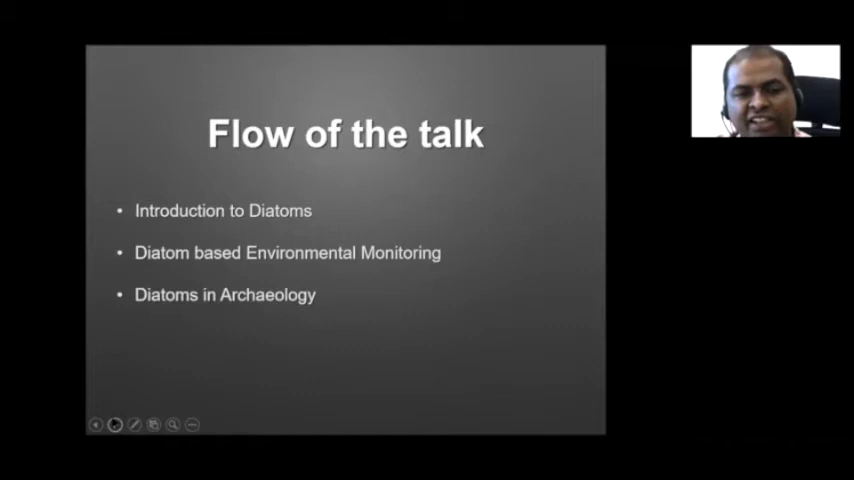 Flow of the talk
• Introduction to Diatoms
• Diatom based Environmental Monitoring
• Diatoms in Archaeology